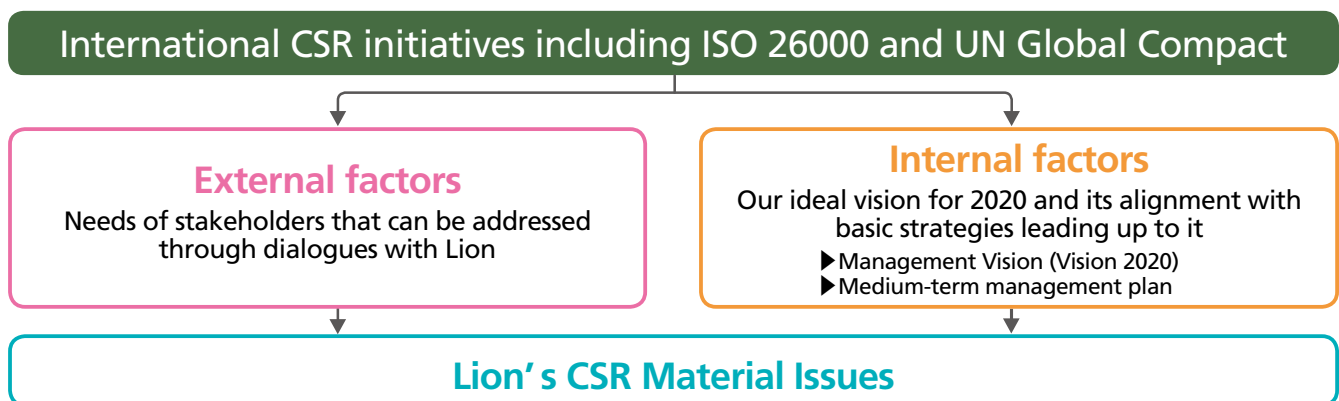 International CSR initiatives including ISO 26000 and UN Global Compact
External factors
Needs of stakeholders that can be addressed
through dialogues with Lion
Internal factors
Our ideal vision for 2020 and its alignment with
basic strategies leading up to it
▶Management Vision (Vision 2020)
▶Medium-term management plan
Lion’s CSR Material Issues